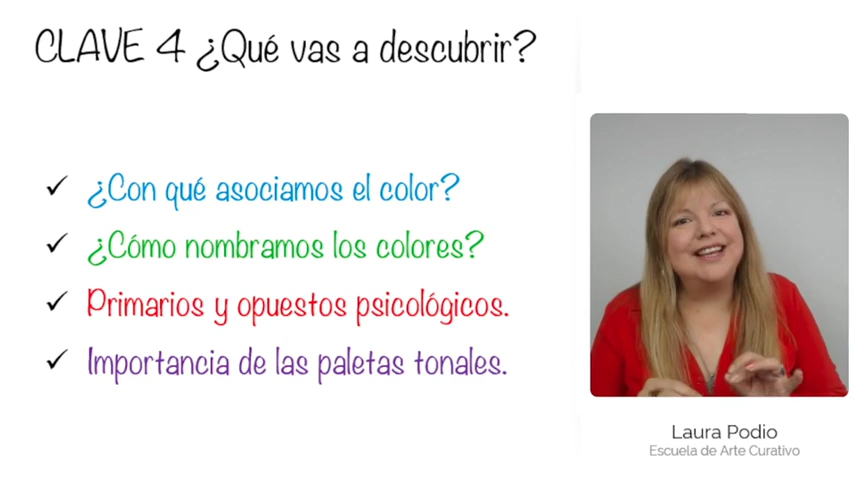 CLAVE 4 ¿Qué vas a descubrir?
¿Con qué asociamos el color?
¿Cómo nombramos los colores?
Primarios y opuestos psicológicos.
Importancia de las paletas tonales.
Laura Podio
Escuela de Arte Curativo